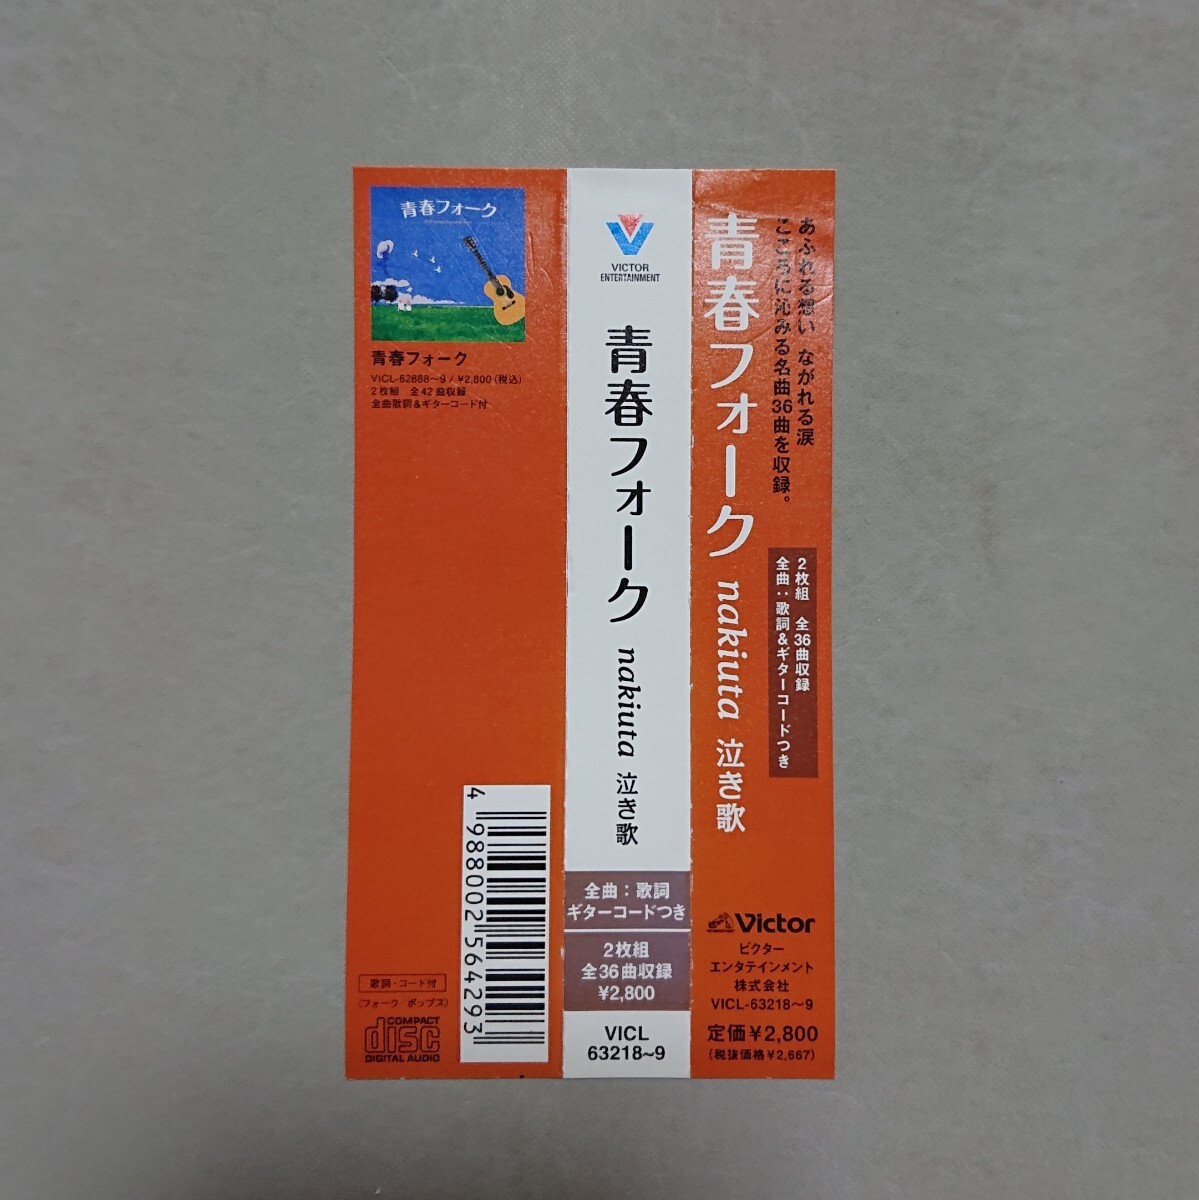 あふれる想い ながれる涙
こころに沁みる名曲36曲を収録。
青春フォーク nakiuta 泣き歌
2枚組 全36曲収録
全曲:歌詞&ギターコードつき
Victor
ビクター
エンタテインメント
株式会社
VICL-63218〜9
定価¥2,800
(税抜価格¥2,667)
VICTOR
ENTERTAINMENT
青春フォーク nakiuta 泣き歌
全曲:歌詞
ギターコードつき
2枚組
全36曲収録
¥2,800
VICL
63218〜9
青春フォーク
青春フォーク
VICL-62888〜9/¥2,800(税込)
2枚組 全42曲収録
全曲歌詞&ギターコード付
4 988002 564293
歌詞・コード付
(フォーク ポップス)
COMPACT
disc
DIGITAL AUDIO